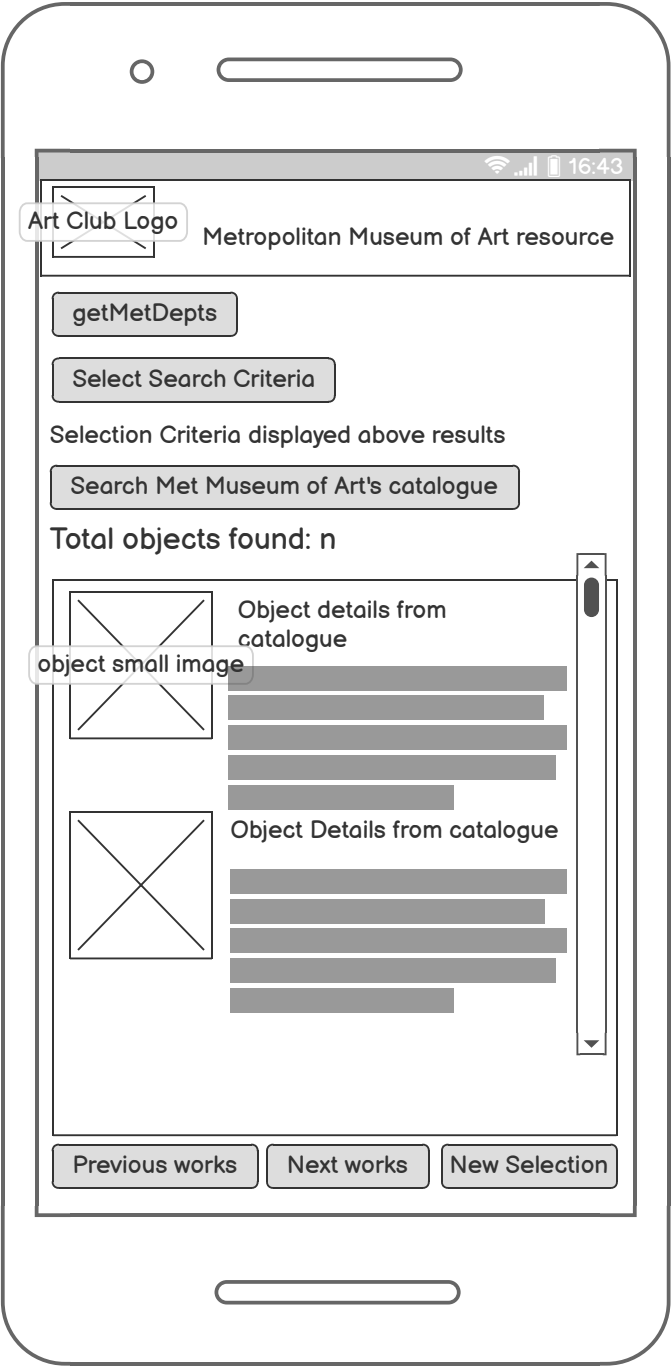 16:43
Art Club Logo
Metropolitan Museum of Art resource
getMetDepts
Select Search Criteria
Selection Criteria displayed above results
Search Met Museum of Art's catalogue
Total objects found: n
Object details from
catalogue
object small image
Object Details from catalogue
Previous works
Next works
New Selection